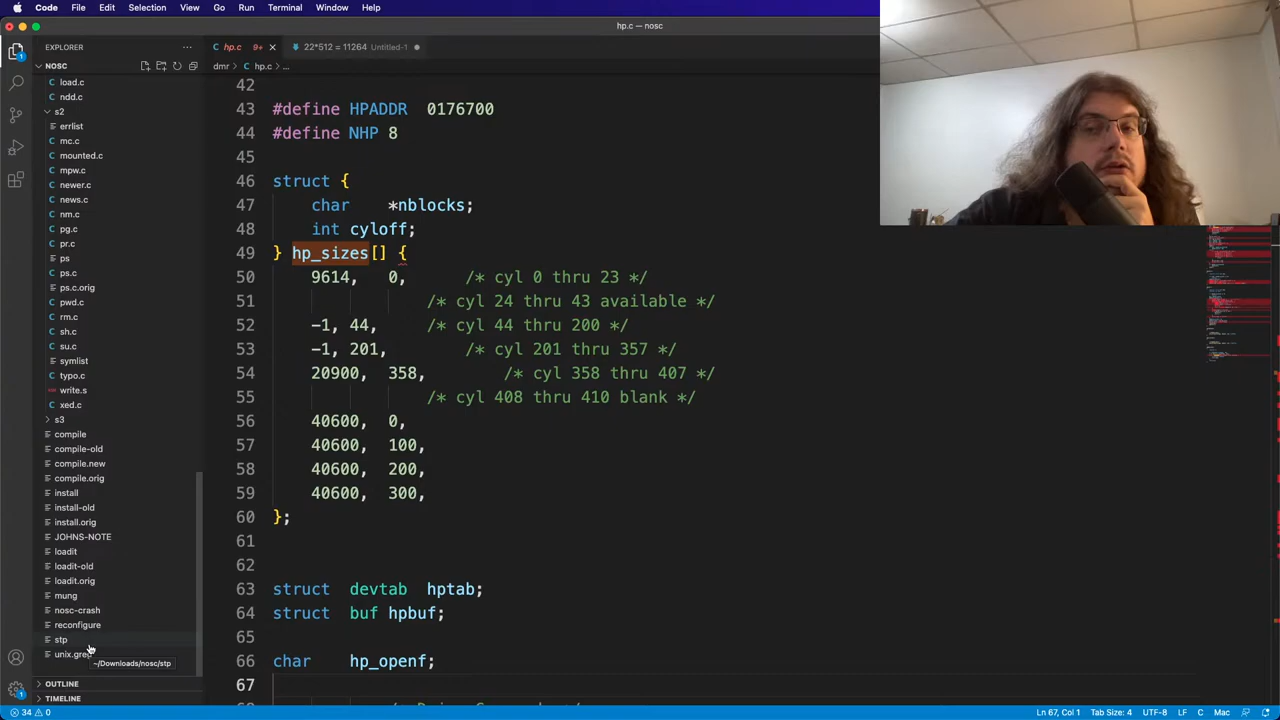 Code File Edit Selection View Go Run Terminal Window Help
hp.c — nosc
EXPLORER ...
C hp.c 9+ ×
22*512 = 11264 Untitled-1
NOSC
dmr > C hp.c > ...
C load.c
C ndd.c
s2
errlist
C mc.c
C mounted.c
C mpw.c
C newer.c
C news.c
C nm.c
C pg.c
C pr.c
ps
C ps.c
ps.c.orig
C pwd.c
C rm.c
C sh.c
C su.c
symlist
C typo.c
write.s
C xed.c
s3
compile
compile-old
compile.new
compile.orig
install
install-old
install.orig
JOHNS-NOTE
loadit
loadit-old
loadit.orig
mung
nosc-crash
reconfigure
stp
unix.grep
~/Downloads/nosc/stp
OUTLINE
TIMELINE
42
43 #define HPADDR 0176700
44 #define NHP 8
45
46 struct {
47 char *nblocks;
48 int cyloff;
49 } hp_sizes[] {
50 9614, 0, /* cyl 0 thru 23 */
51 /* cyl 24 thru 43 available */
52 -1, 44, /* cyl 44 thru 200 */
53 -1, 201, /* cyl 201 thru 357 */
54 20900, 358, /* cyl 358 thru 407 */
55 /* cyl 408 thru 410 blank */
56 40600, 0,
57 40600, 100,
58 40600, 200,
59 40600, 300,
60 };
61
62
63 struct devtab hptab;
64 struct buf hpbuf;
65
66 char hp_openf;
67
34 0
Ln 67, Col 1 Tab Size: 4 UTF-8 LF C Mac